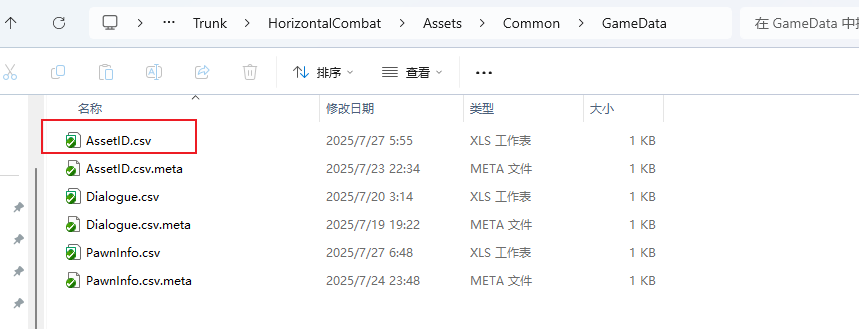 ··· Trunk > HorizontalCombat > Assets > Common > GameData
在 GameData 中
排序
查看
···
名称 修改日期 类型 大小
AssetID.csv 2025/7/27 5:55 XLS 工作表 1 KB
AssetID.csv.meta 2025/7/23 22:34 META 文件 1 KB
Dialogue.csv 2025/7/20 3:14 XLS 工作表 1 KB
Dialogue.csv.meta 2025/7/19 19:22 META 文件 1 KB
PawnInfo.csv 2025/7/27 6:48 XLS 工作表 1 KB
PawnInfo.csv.meta 2025/7/24 23:48 META 文件 1 KB